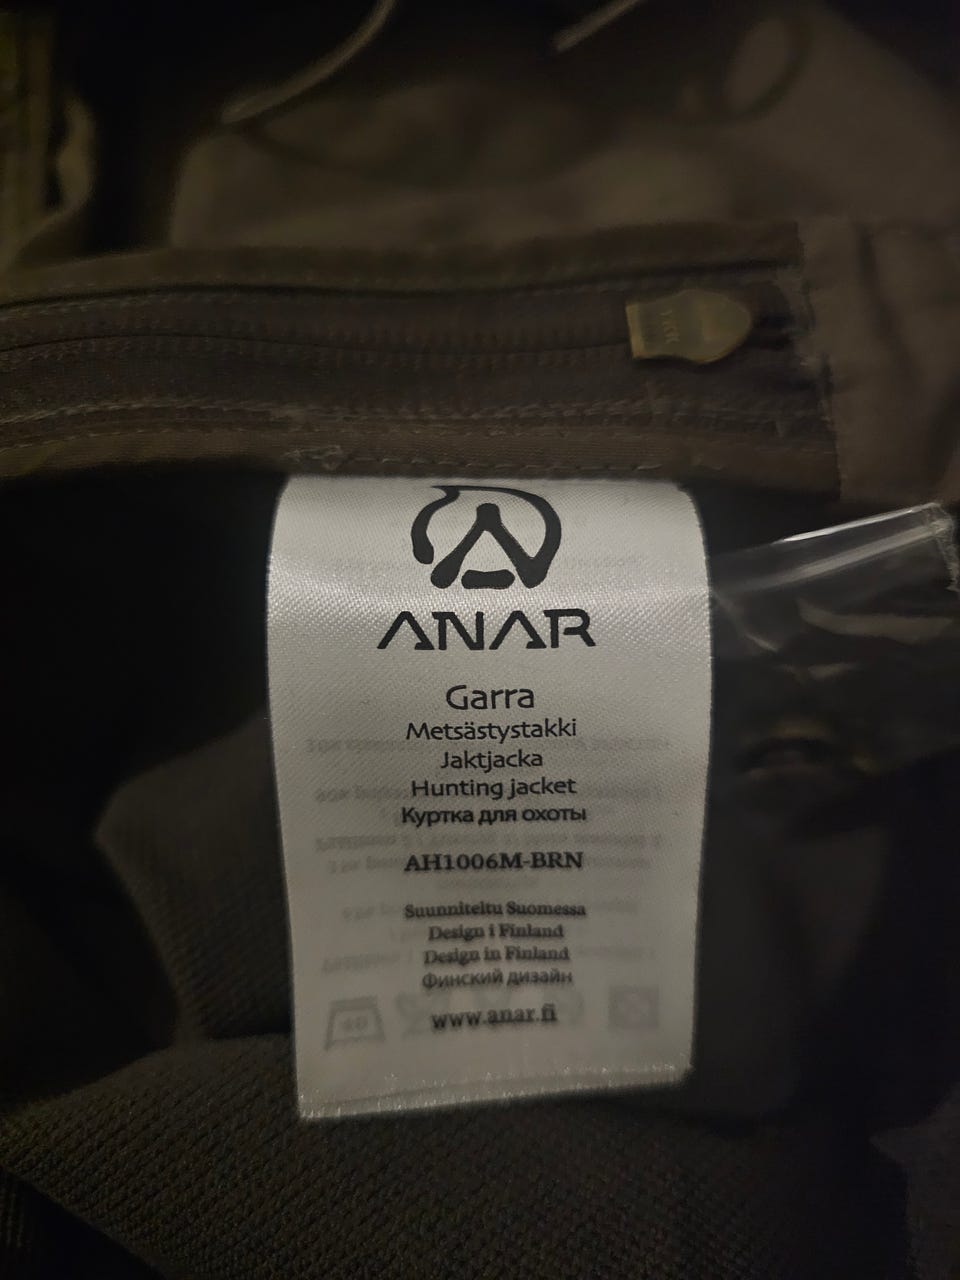 YKK
ANAR
Garra
Metsästystakki
Jaktjacka
Hunting jacket
Куртка для охоты
AH1006M-BRN
Suunniteltu Suomessa
Design i Finland
Design in Finland
Финский дизайн
www.anar.fi